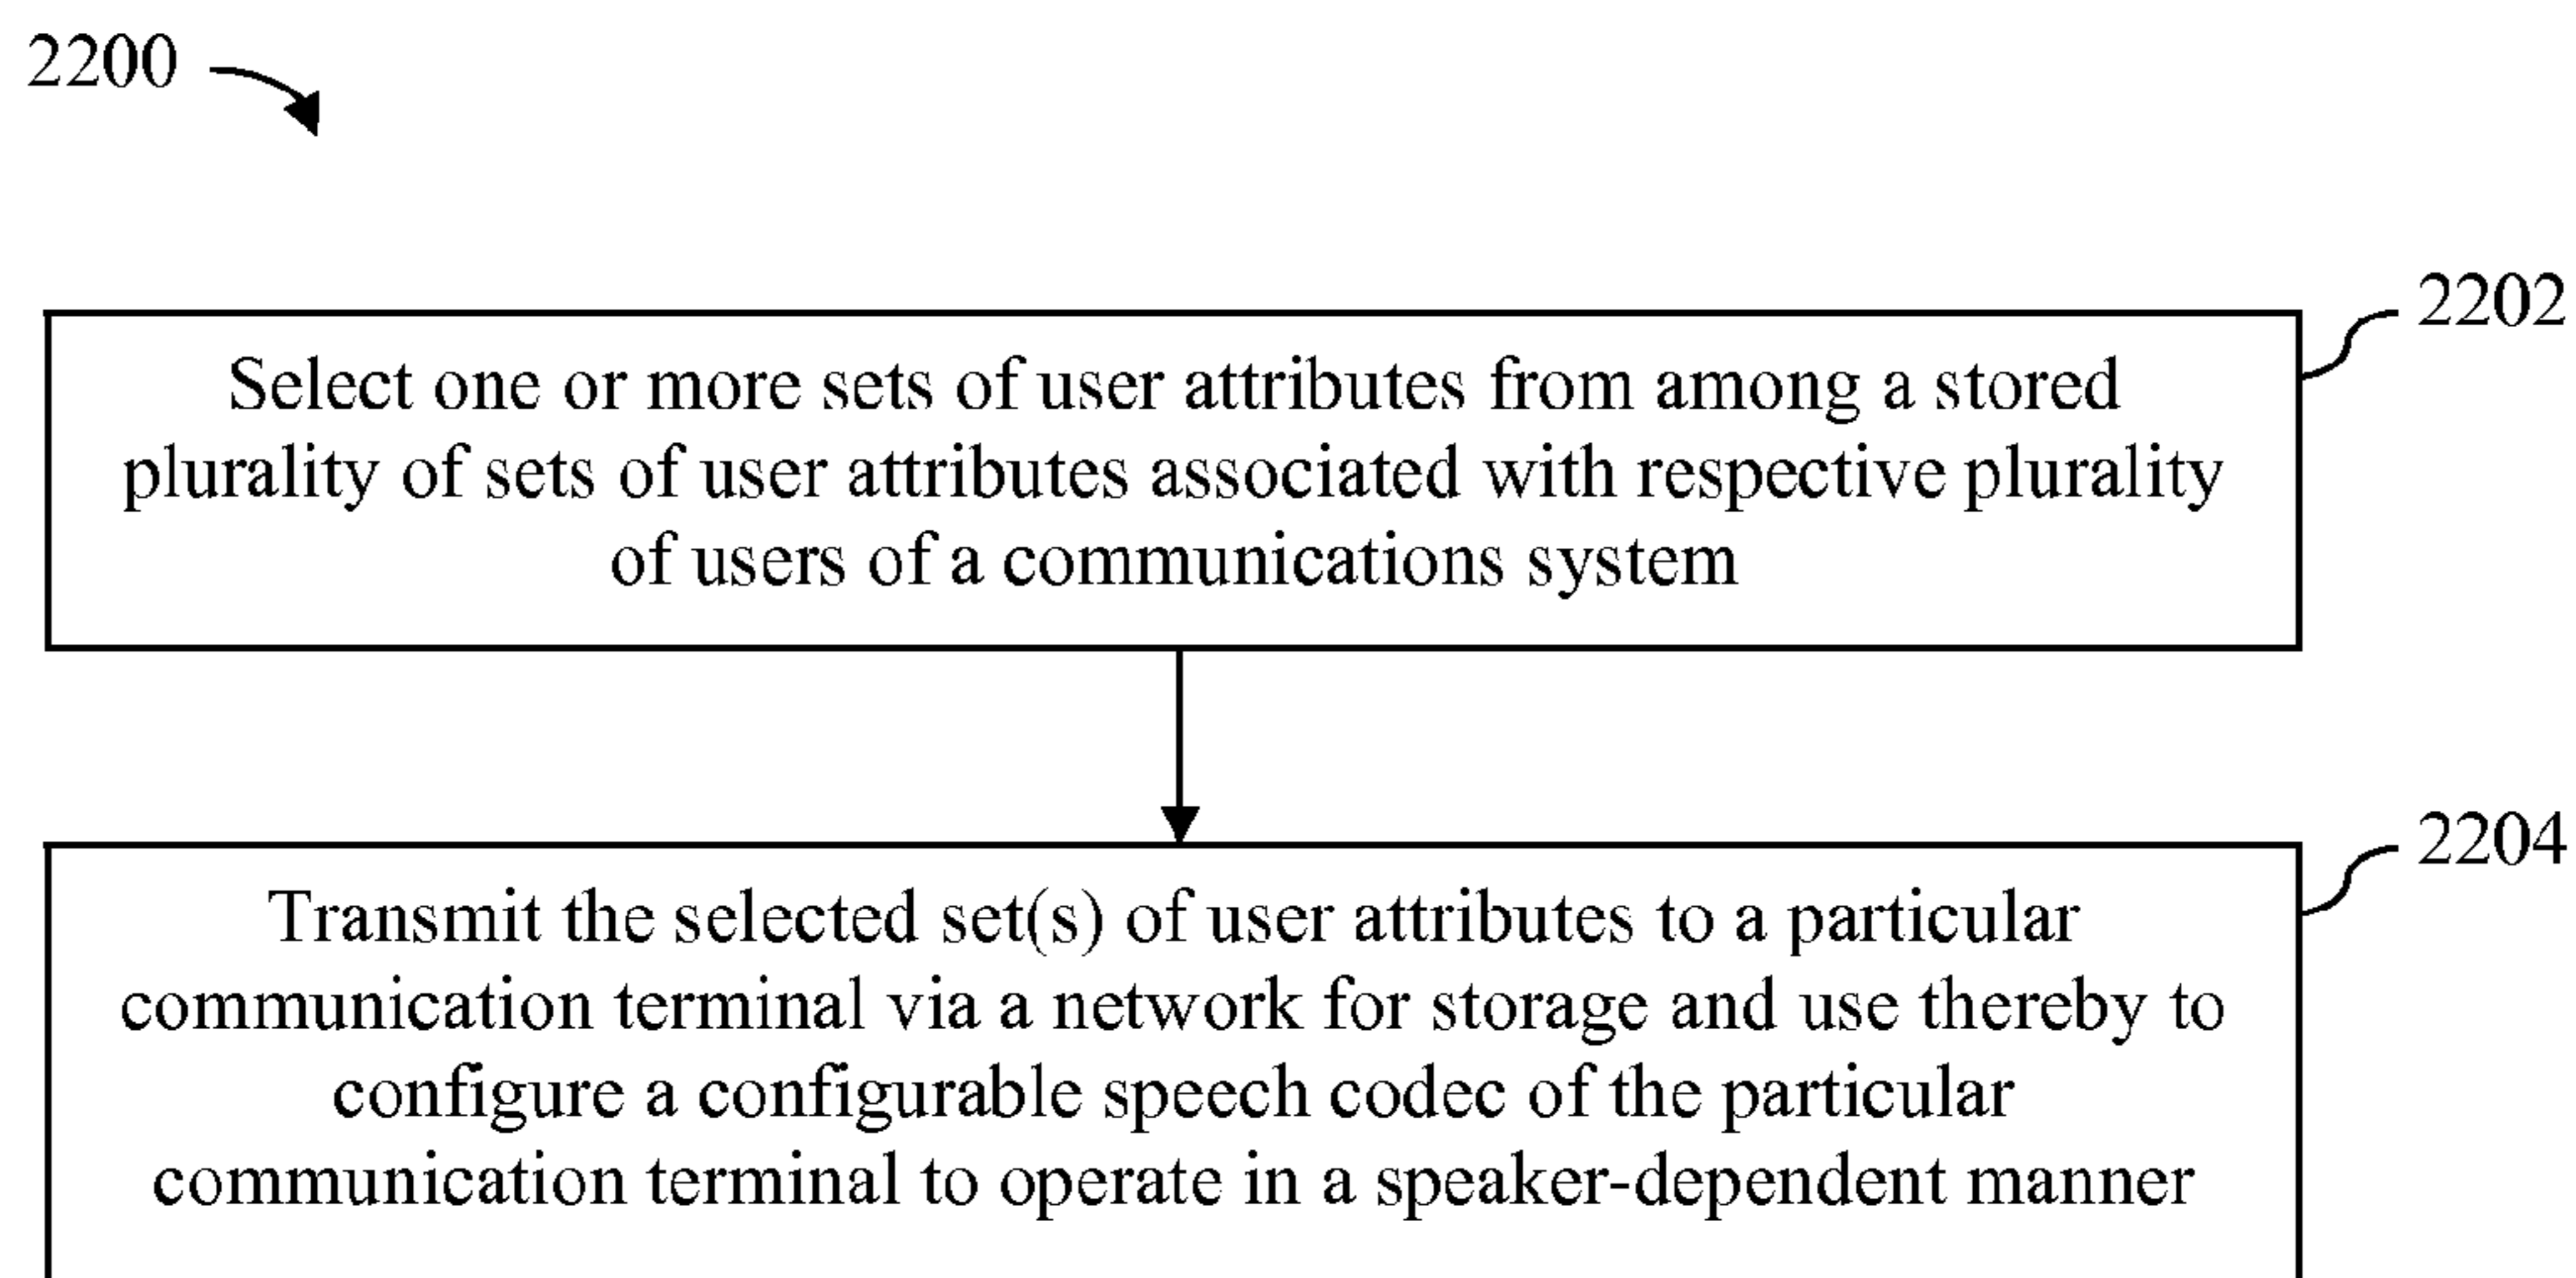 2200
2202
Select one or more sets of user attributes from among a stored
plurality of sets of user attributes associated with respective plurality
of users of a communications system
2204
Transmit the selected set(s) of user attributes to a particular
communication terminal via a network for storage and use thereby to
configure a configurable speech codec of the particular
communication terminal to operate in a speaker-dependent manner